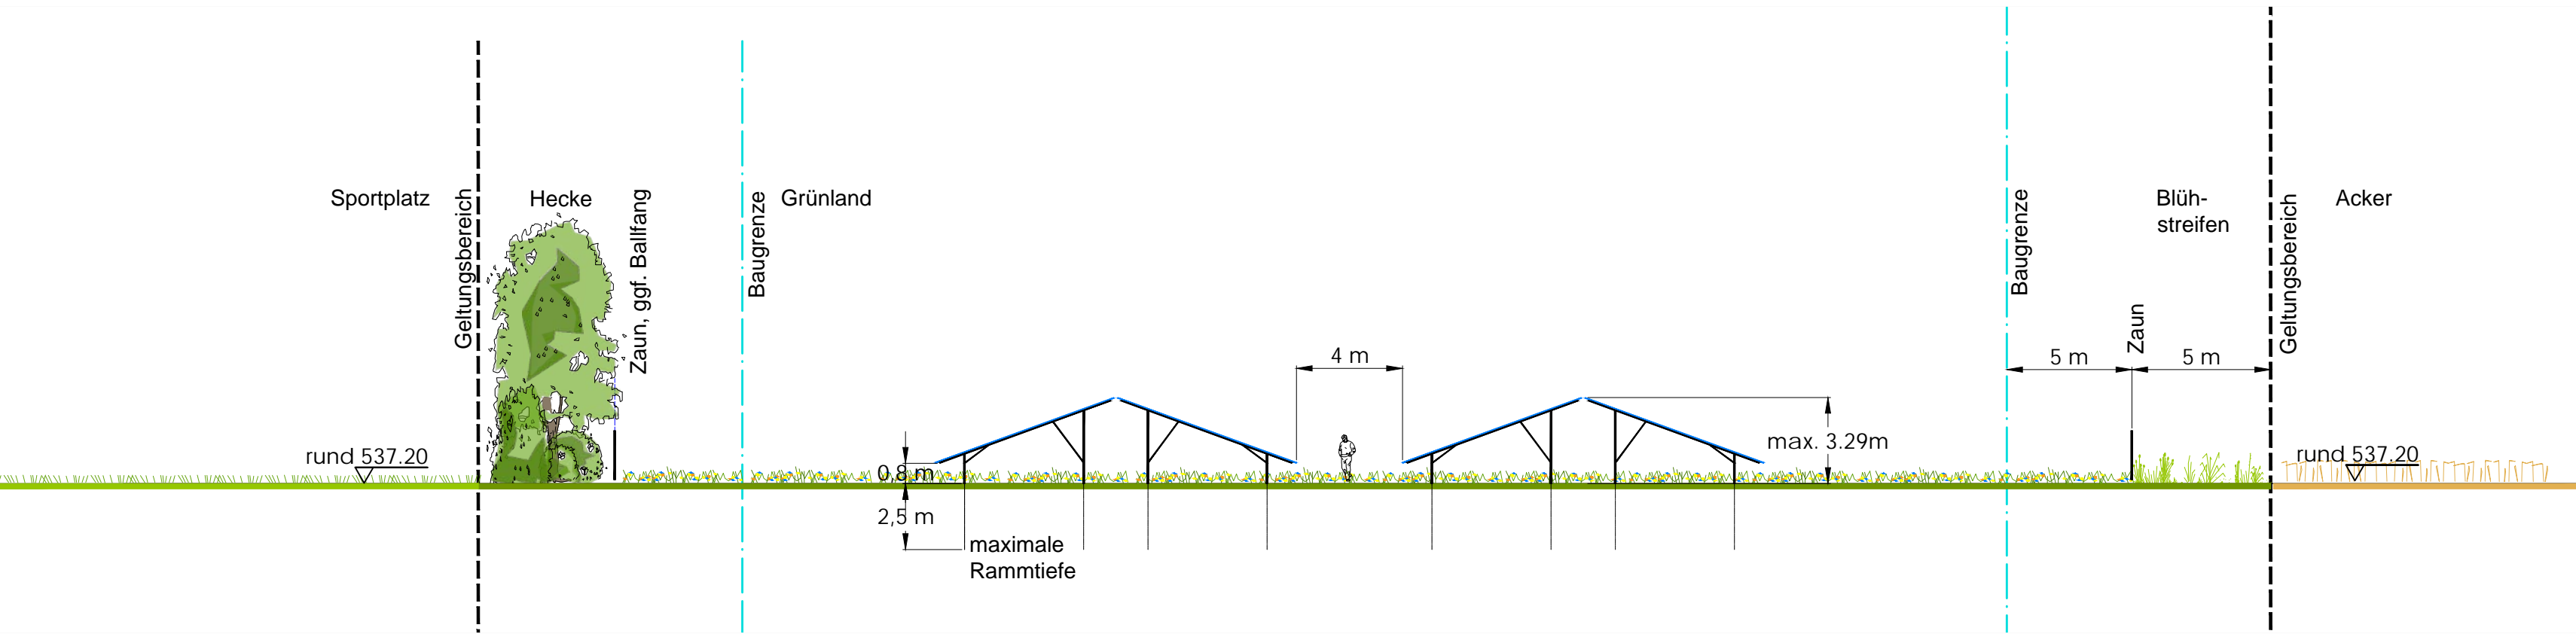 Sportplatz
Geltungsbereich
Hecke
Zaun, ggf. Ballfang
Baugrenze
Grünland
Baugrenze
Blüh-
streifen
Geltungsbereich
Acker
Zaun
4 m
5 m
5 m
max. 3.29m
rund 537.20
rund 537.20
0,8 m
2,5 m
maximale
Rammtiefe